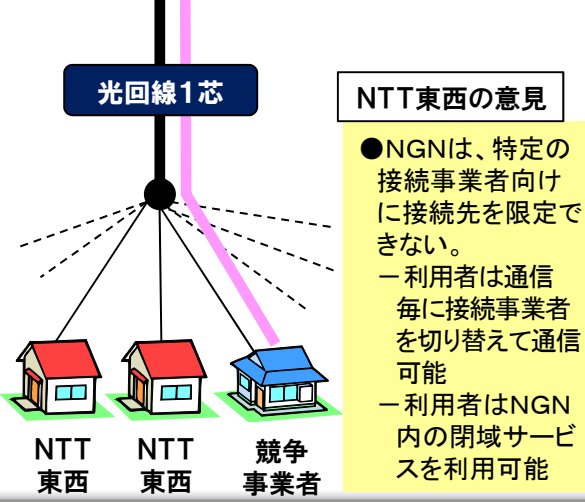 光回線1芯
NTT東西の意見
●NGNは、特定の
接続事業者向け
に接続先を限定で
きない。
－利用者は通信
毎に接続事業者
を切り替えて通信
可能
－利用者はNGN
内の閉域サービ
スを利用可能
NTT
東西
NTT
東西
競争
事業者